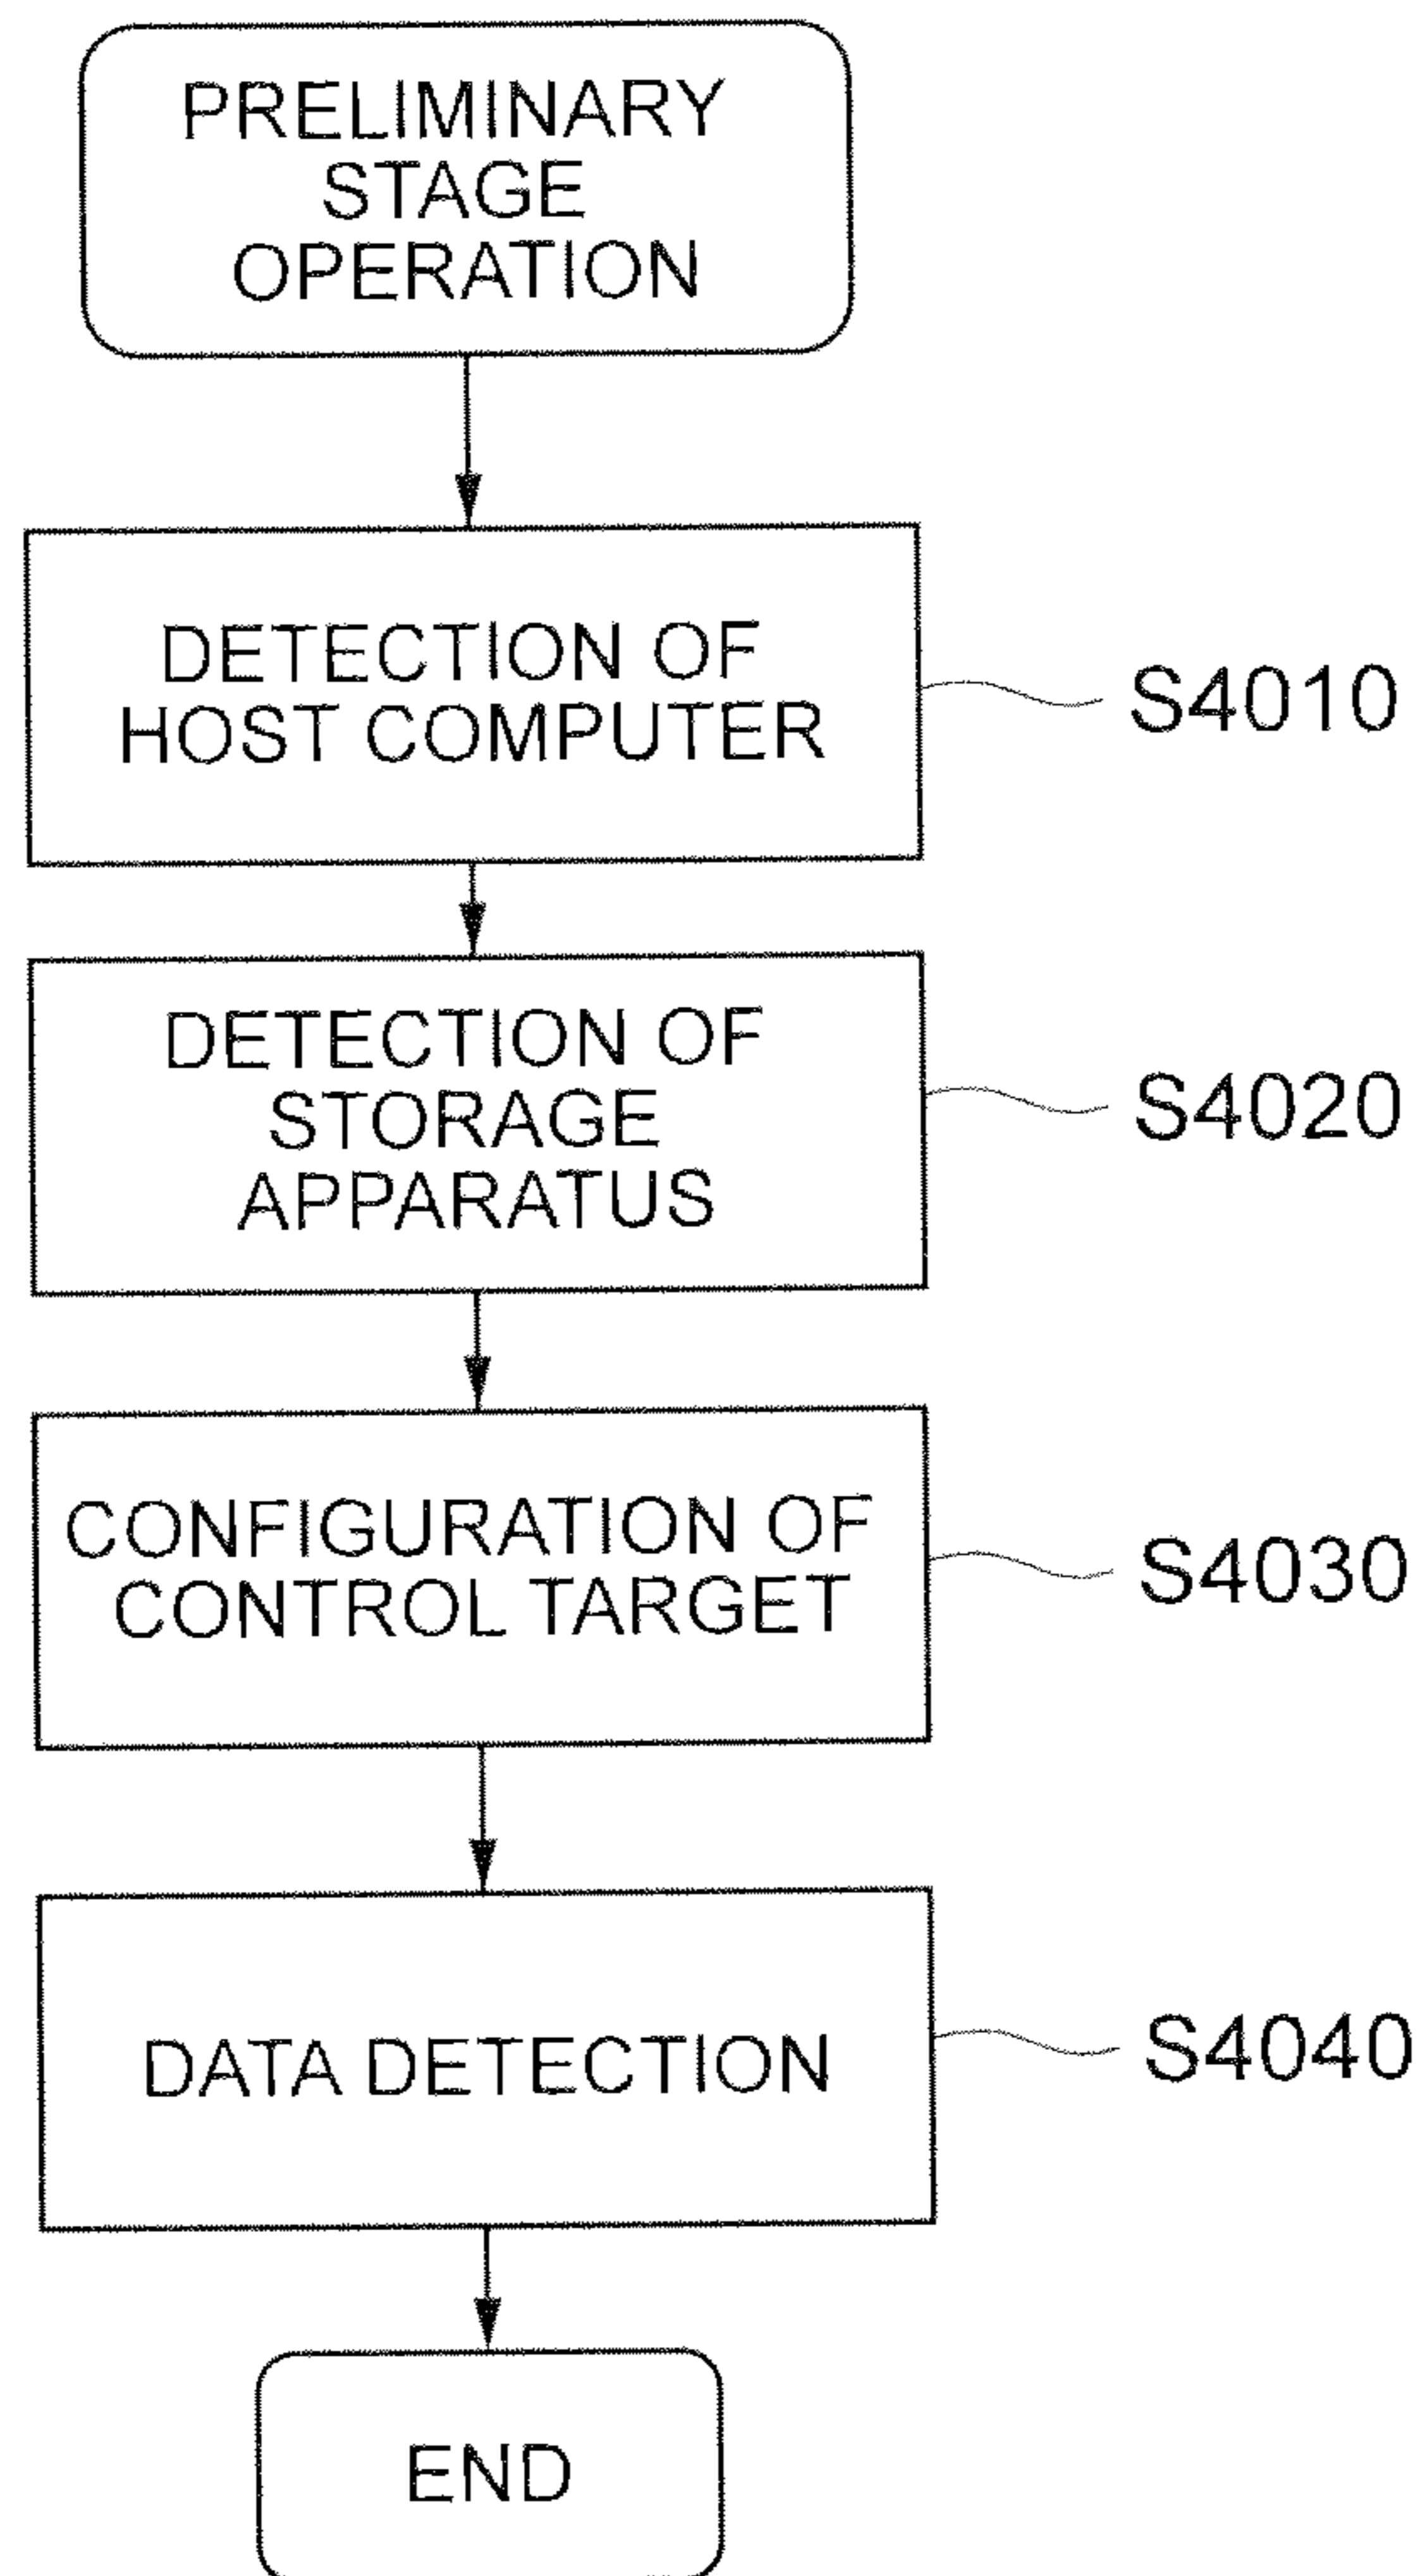 PRELIMINARY
STAGE
OPERATION
DETECTION OF
HOST COMPUTER
S4010
DETECTION OF
STORAGE
APPARATUS
S4020
CONFIGURATION OF
CONTROL TARGET
S4030
DATA DETECTION
S4040
END